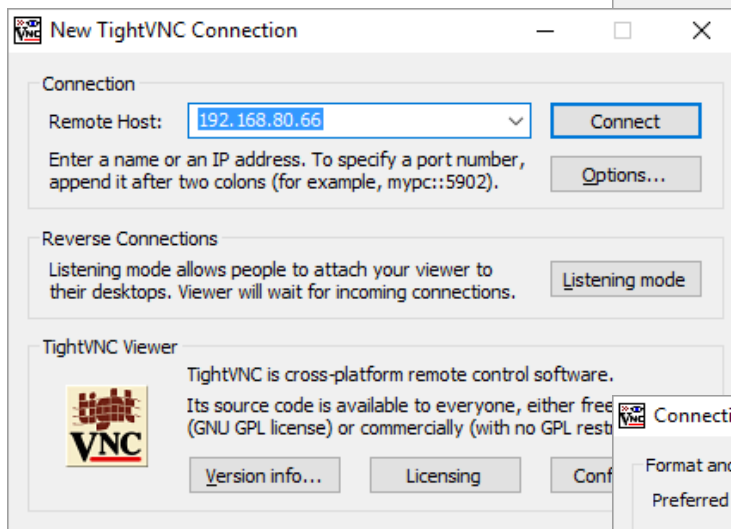 New TightVNC Connection
Connection
Remote Host: 192.168.80.66 Connect
Enter a name or an IP address. To specify a port number,
append it after two colons (for example, mypc::5902).
Options...
Reverse Connections
Listening mode allows people to attach your viewer to
their desktops. Viewer will wait for incoming connections.
Listening mode
TightVNC Viewer
TightVNC is cross-platform remote control software.
Its source code is available to everyone, either free
(GNU GPL license) or commercially (with no GPL rest
tight
VNC
Version info...
Licensing
Conf
VNC
Connecti
Format and
Preferred